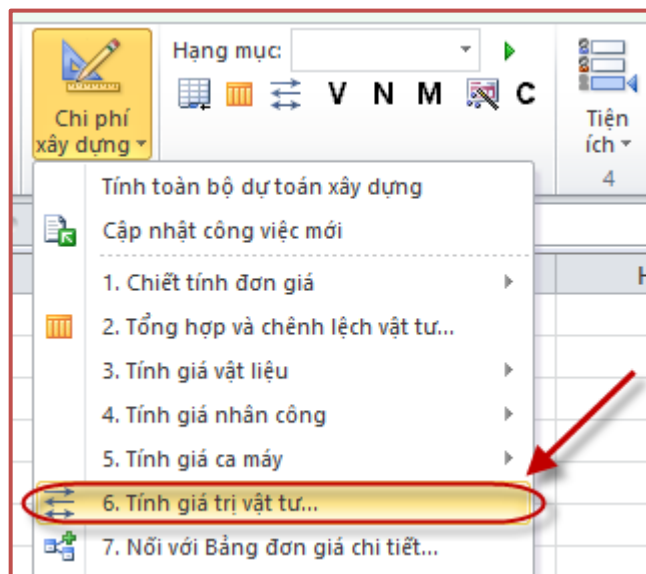 Hạng mục:
V N M C
Chi phí
xây dựng
Tiện
ích
4
Tính toàn bộ dự toán xây dựng
Cập nhật công việc mới
1. Chiết tính đơn giá
2. Tổng hợp và chênh lệch vật tư...
3. Tính giá vật liệu
4. Tính giá nhân công
5. Tính giá ca máy
6. Tính giá trị vật tư...
7. Nối với Bảng đơn giá chi tiết...